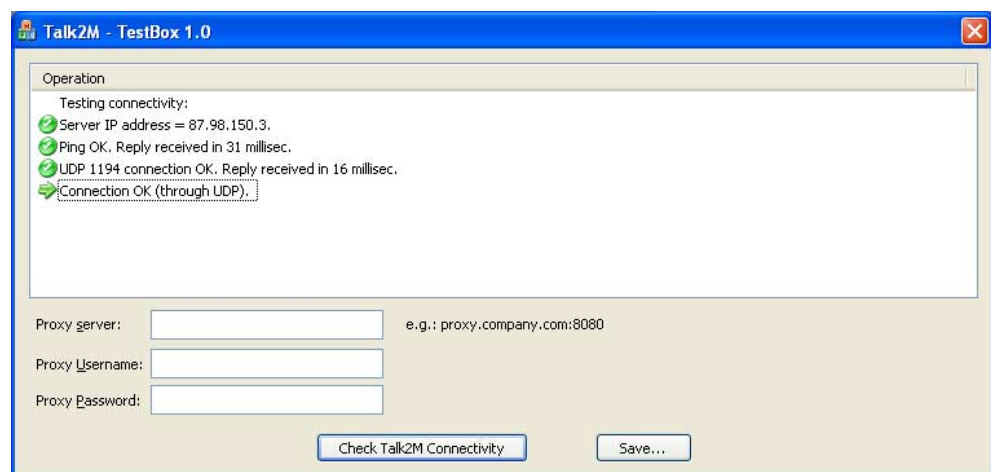 Talk2M - TestBox 1.0
Operation
Testing connectivity:
Server IP address = 87.98.150.3.
Ping OK. Reply received in 31 millisec.
UDP 1194 connection OK. Reply received in 16 millisec.
Connection OK (through UDP).
Proxy server: e.g.: proxy.company.com:8080
Proxy Username:
Proxy Password:
Check Talk2M Connectivity Save...